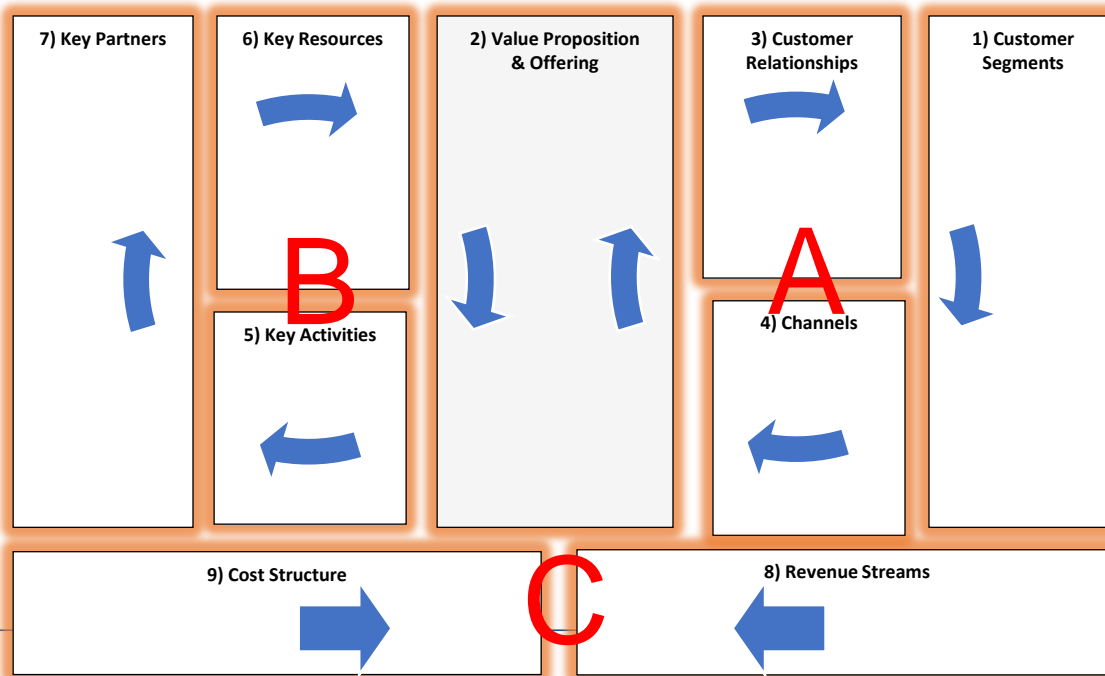 7) Key Partners
6) Key Resources
2) Value Proposition
& Offering
3) Customer
Relationships
1) Customer
Segments
B
A
5) Key Activities
4) Channels
9) Cost Structure
C
8) Revenue Streams